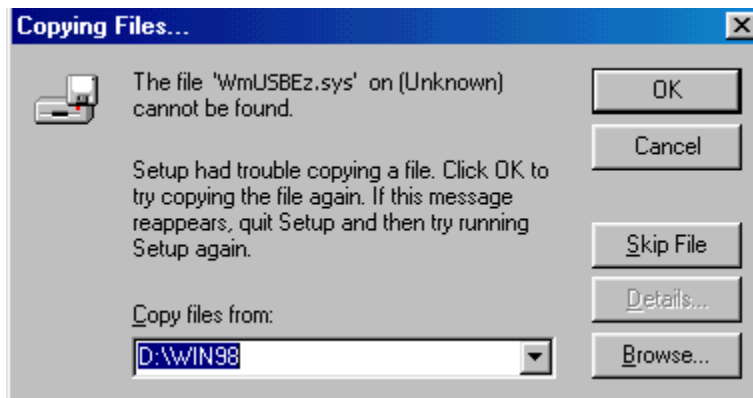 Copying Files...
The file 'WmUSBEz.sys' on (Unknown)
cannot be found.
Setup had trouble copying a file. Click OK to
try copying the file again. If this message
reappears, quit Setup and then try running
Setup again.
Copy files from:
D:\WIN98
OK
Cancel
Skip File
Details...
Browse...